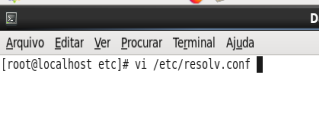 D
Arquivo Editar Ver Procurar Terminal Ajuda
[root@localhost etc]# vi /etc/resolv.conf